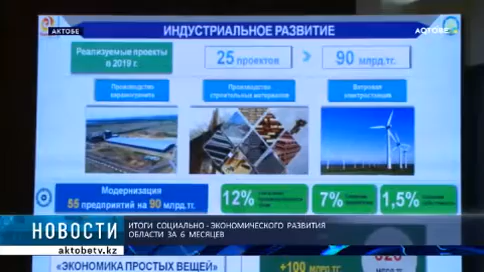 АКТОБЕ
AQTOBE
ИНДУСТРИАЛЬНОЕ РАЗВИТИЕ
Реализуемые проекты
в 2019 г.
25 проектов
>
90 млрд.тг.
Производство
керамогранита
Производство
строительных материалов
Ветровая
электростанция
Модернизация
55 предприятий на 90 млрд.тг.
12%
7%
1,5%
НОВОСТИ
ИТОГИ СОЦИАЛЬНО - ЭКОНОМИЧЕСКОГО РАЗВИТИЯ
ОБЛАСТИ ЗА 6 МЕСЯЦЕВ
aktobetv.kz
«ЭКОНОМИКА ПРОСТЫХ ВЕЩЕЙ»
+100 млрд.тг.